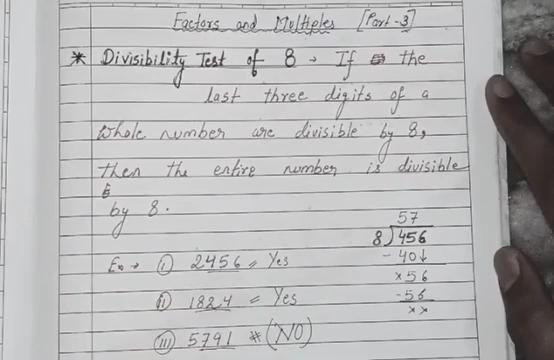 Factors and Multiples [Part-3]
* Divisibility Test of 8 → If the
last three digits of a
Whole number are divisible by 8,
then the entire number is divisible
by 8.
57
8)456
Ex → (i) 2456 = Yes
- 40↓
×56
(ii) 1824 = Yes
-56
××
(iii) 5791 * (NO)